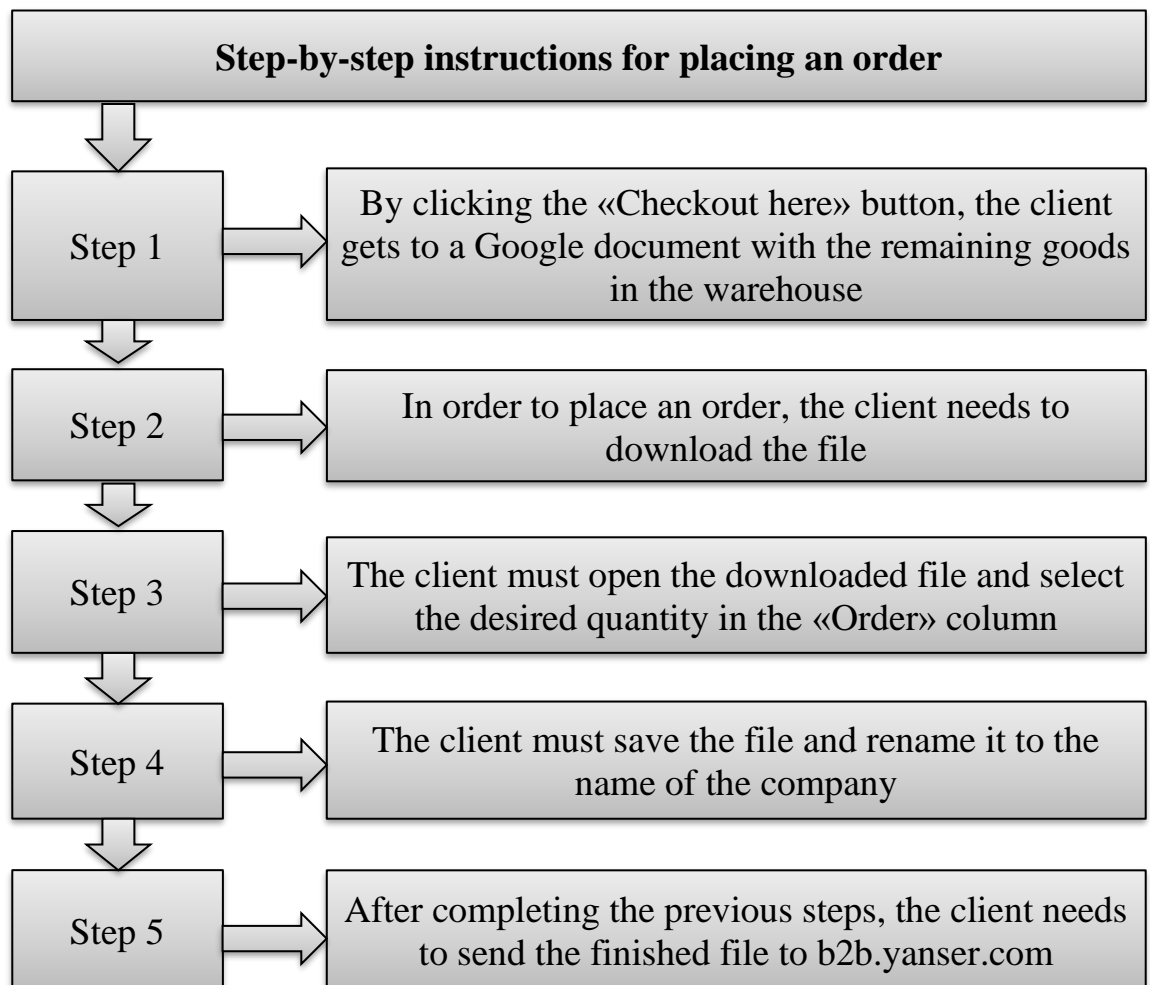 Step-by-step instructions for placing an order
Step 1
By clicking the «Checkout here» button, the client
gets to a Google document with the remaining goods
in the warehouse
Step 2
In order to place an order, the client needs to
download the file
Step 3
The client must open the downloaded file and select
the desired quantity in the «Order» column
Step 4
The client must save the file and rename it to the
name of the company
Step 5
After completing the previous steps, the client needs
to send the finished file to b2b.yanser.com